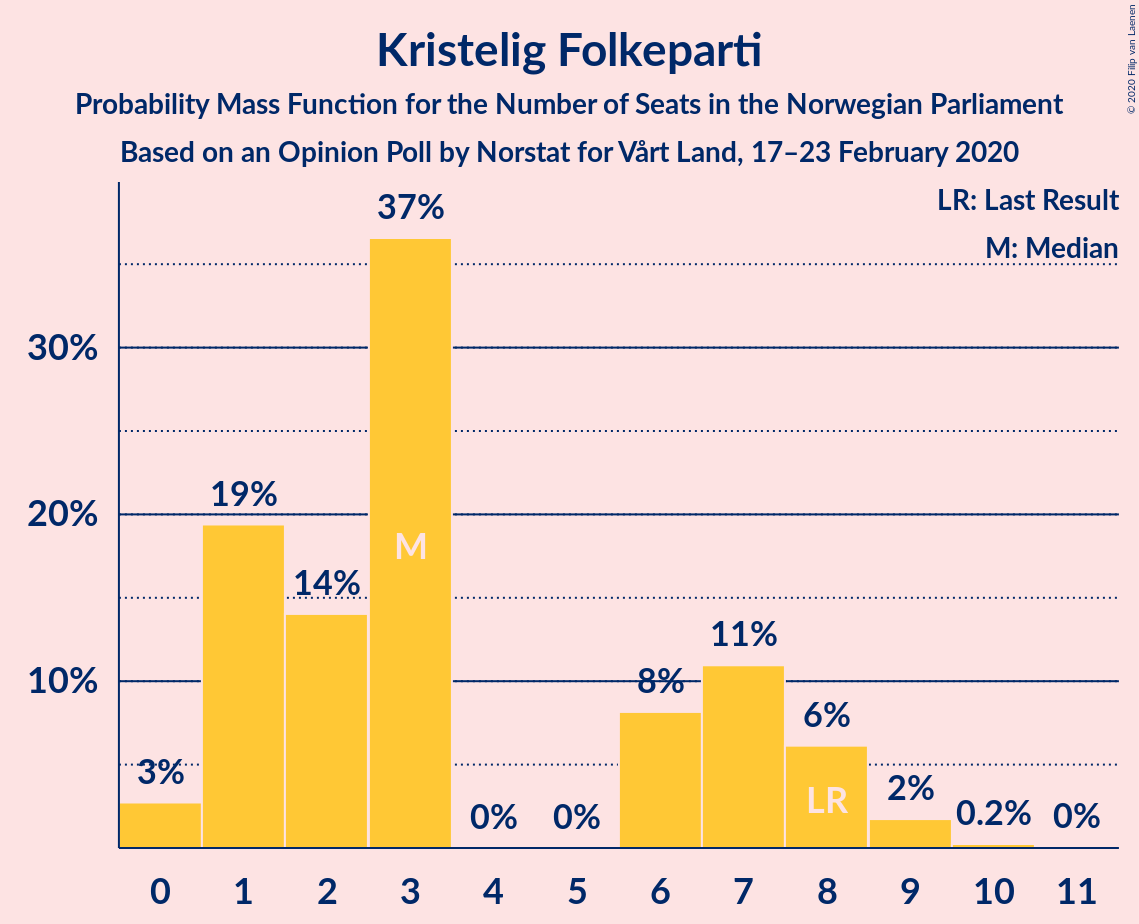 © 2020 Filip van Laenen
Kristelig Folkeparti
Probability Mass Function for the Number of Seats in the Norwegian Parliament
Based on an Opinion Poll by Norstat for Vårt Land, 17–23 February 2020
LR: Last Result
M: Median
30%
20%
10%
3%
19%
14%
37%
0%
0%
8%
11%
6%
2%
0.2%
0%
M
LR
0 1 2 3 4 5 6 7 8 9 10 11